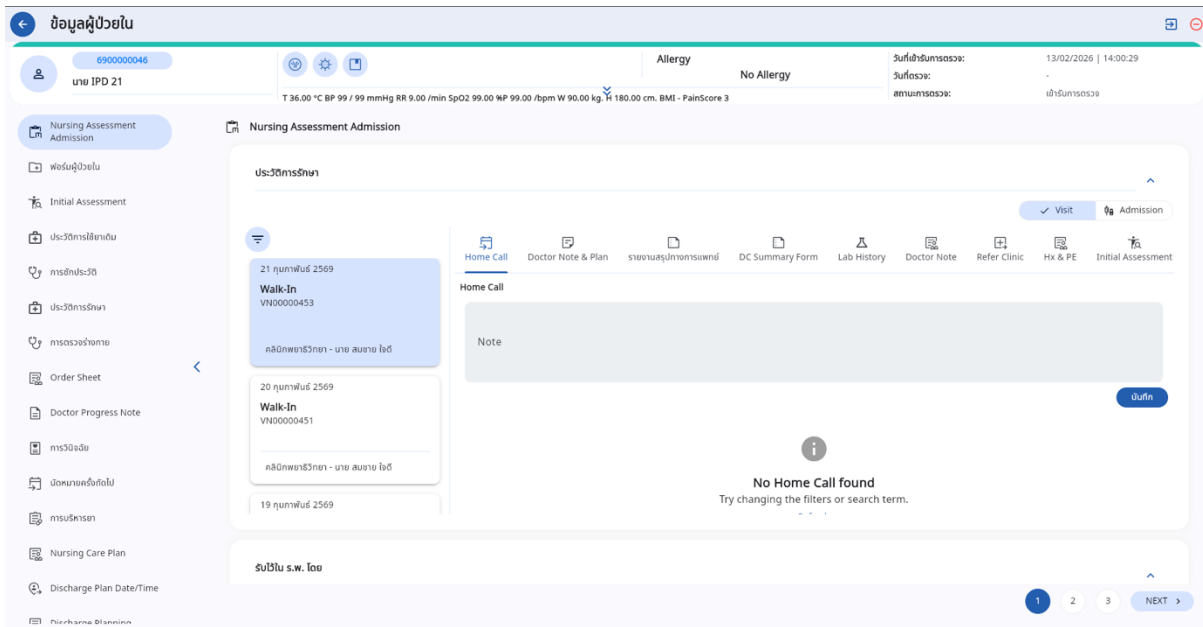 ข้อมูลผู้ป่วยใน
6900000046
นาย IPD 21
T 36.00 °C BP 99 / 99 mmHg RR 9.00 /min SpO2 99.00 %P 99.00 /bpm W 90.00 kg. H 180.00 cm. BMI - PainScore 3
Allergy
No Allergy
วันที่เข้ารับการตรวจ: 13/02/2026 | 14:00:29
วันที่ตรวจ: -
สถานะการตรวจ: เข้ารับการตรวจ
Nursing Assessment
Admission
ฟอร์มผู้ป่วยใน
Initial Assessment
ประวัติการใช้ยาเดิม
การซักประวัติ
ประวัติการรักษา
การตรวจร่างกาย
Order Sheet
Doctor Progress Note
การวินิจฉัย
นัดหมายครั้งถัดไป
การบริหารยา
Nursing Care Plan
Discharge Plan Date/Time
Discharge Planning
Nursing Assessment Admission
ประวัติการรักษา
Visit
Admission
21 กุมภาพันธ์ 2569
Walk-In
VN00000453
คลินิกพยาธิวิทยา - นาย สมชาย ใจดี
20 กุมภาพันธ์ 2569
Walk-In
VN00000451
คลินิกพยาธิวิทยา - นาย สมชาย ใจดี
19 กุมภาพันธ์ 2569
Home Call
Doctor Note & Plan
รายงานสรุปทางการแพทย์
DC Summary Form
Lab History
Doctor Note
Refer Clinic
Hx & PE
Initial Assessment
Home Call
Note
บันทึก
No Home Call found
Try changing the filters or search term.
รับไว้ใน ร.พ. โดย
1 2 3 NEXT